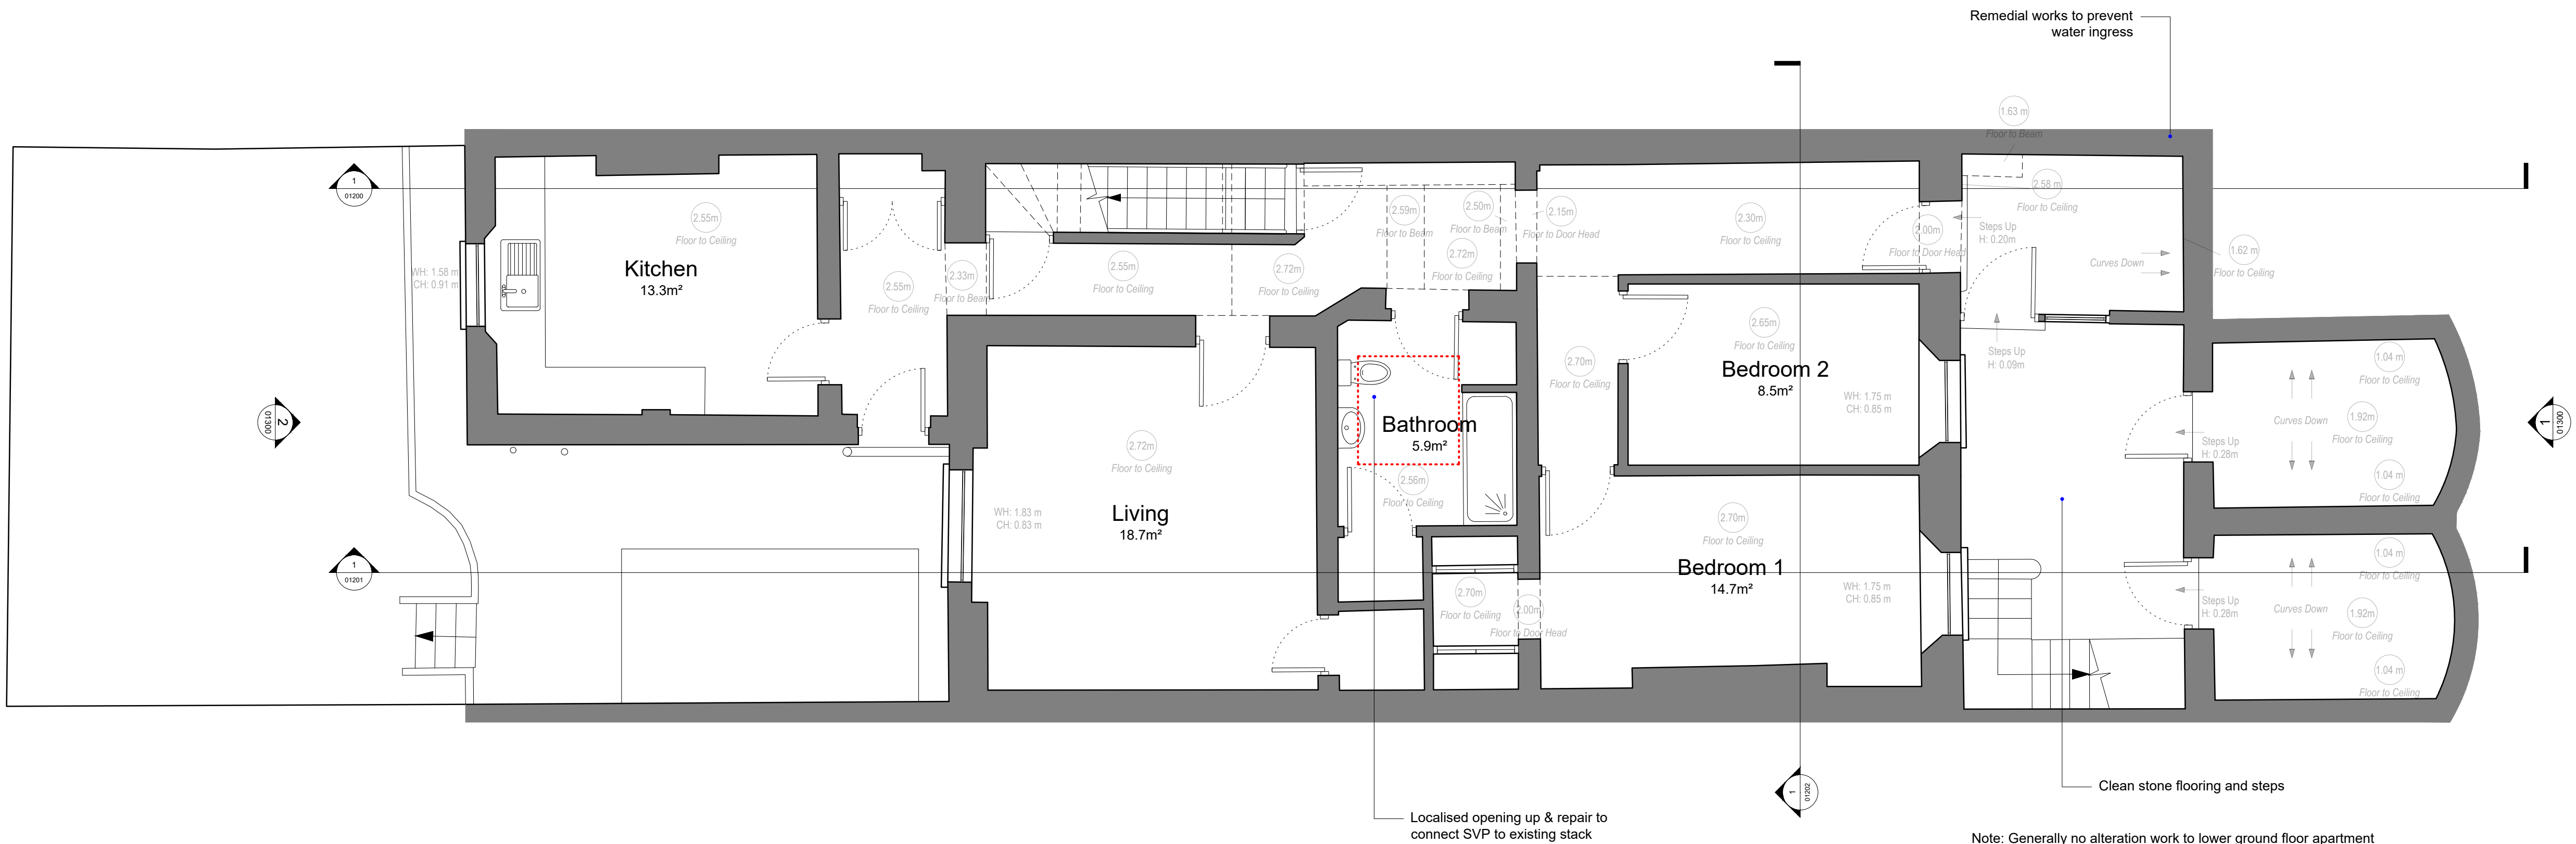 Remedial works to prevent
water ingress
1.63 m
Floor to Beam
1
01200
2.55m
Floor to Ceiling
Kitchen
13.3m²
WH: 1.58 m
CH: 0.91 m
2.55m
Floor to Ceiling
2.33m
Floor to Beam
2.55m
Floor to Ceiling
2.72m
Floor to Ceiling
2.59m
Floor to Beam
2.50m
Floor to Beam
2.72m
Floor to Ceiling
2.15m
Floor to Door Head
2.30m
Floor to Ceiling
2.00m
Floor to Door Head
Steps Up
H: 0.20m
2.58 m
Floor to Ceiling
Curves Down
1.62 m
Floor to Ceiling
Steps Up
H: 0.09m
2.65m
Floor to Ceiling
Bedroom 2
8.5m²
WH: 1.75 m
CH: 0.85 m
2.70m
Floor to Ceiling
1.04 m
Floor to Ceiling
Curves Down
1.92m
Floor to Ceiling
1.04 m
Floor to Ceiling
Steps Up
H: 0.28m
1
01300
2
01300
2.72m
Floor to Ceiling
Living
18.7m²
WH: 1.83 m
CH: 0.83 m
Bathroom
5.9m²
2.56m
Floor to Ceiling
2.70m
Floor to Ceiling
Bedroom 1
14.7m²
WH: 1.75 m
CH: 0.85 m
1
01201
2.70m
Floor to Ceiling
2.00m
Floor to Door Head
Steps Up
H: 0.28m
1.04 m
Floor to Ceiling
Curves Down
1.92m
Floor to Ceiling
1.04 m
Floor to Ceiling
1
01202
Clean stone flooring and steps
Localised opening up & repair to
connect SVP to existing stack
Note: Generally no alteration work to lower ground floor apartment